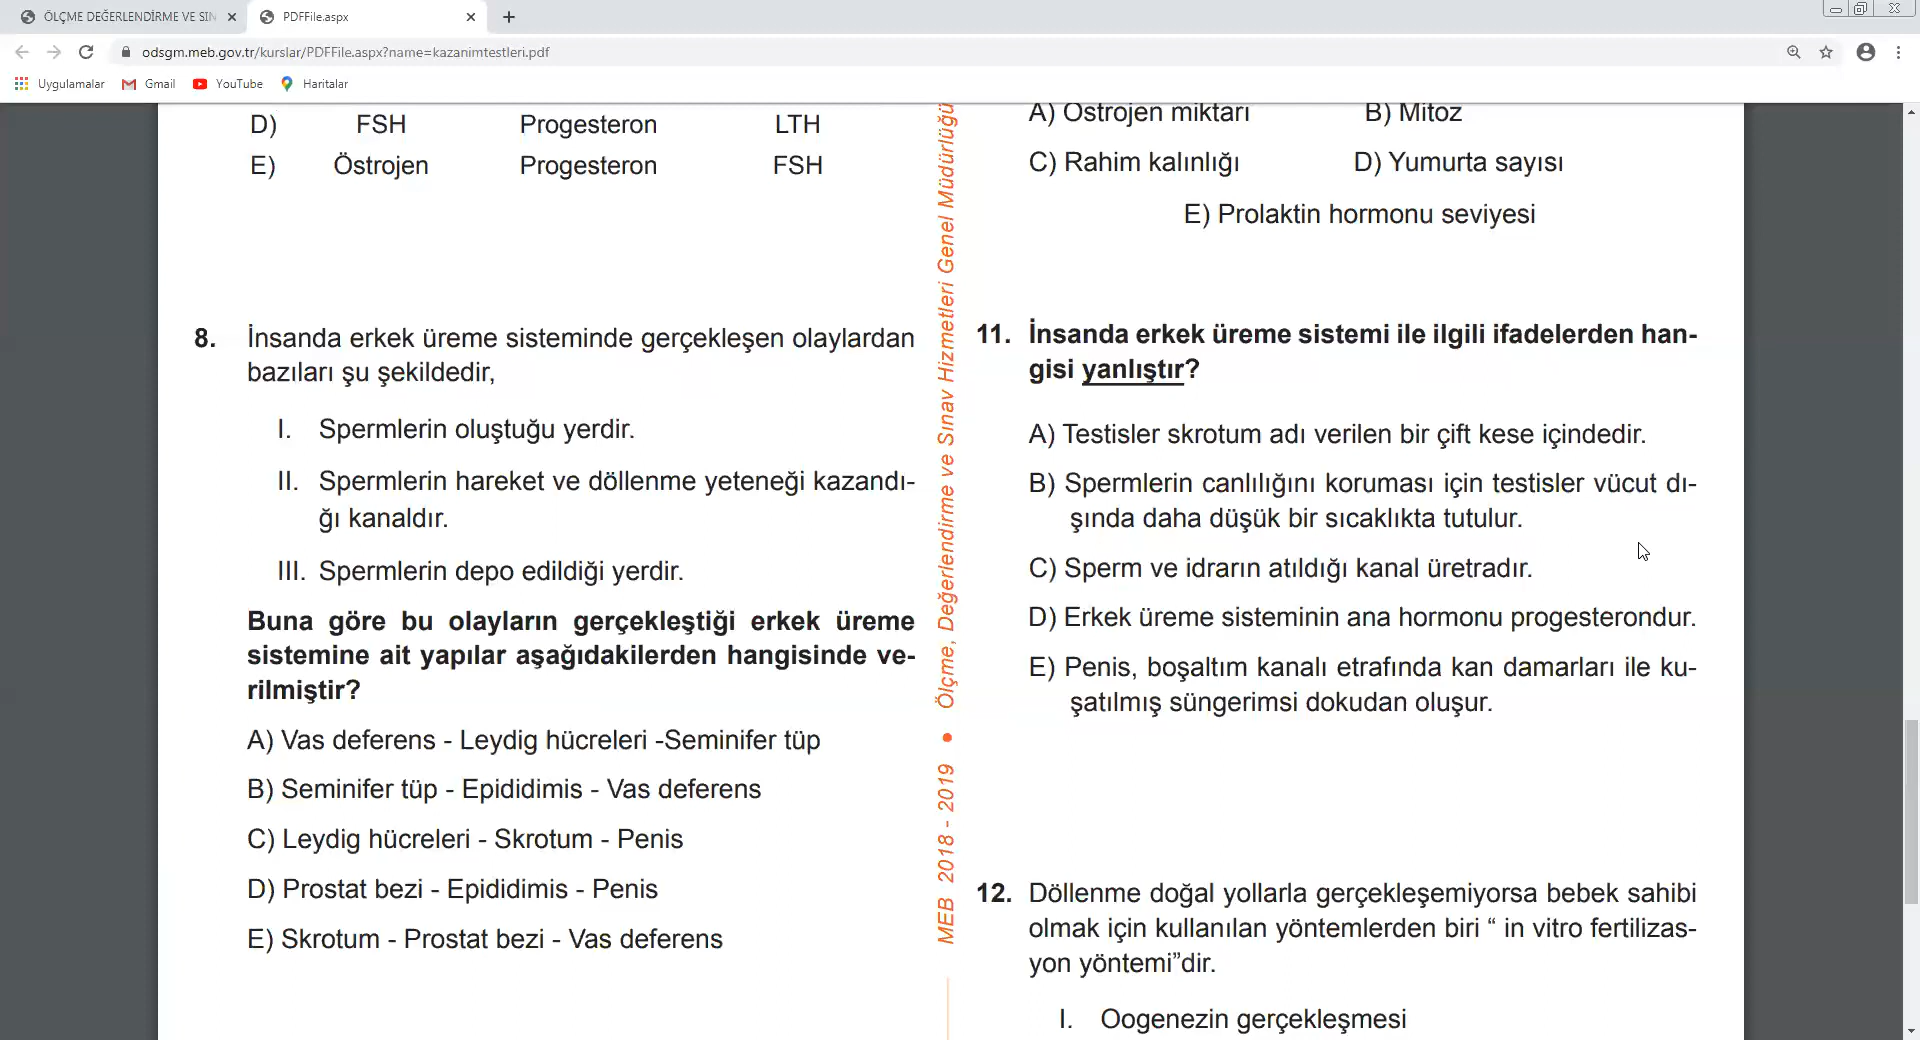 ÖLÇME DEĞERLENDİRME VE SIN
PDFFile.aspx
odsgm.meb.gov.tr/kurslar/PDFFile.aspx?name=kazanimtestleri.pdf
Uygulamalar
Gmail
YouTube
Haritalar
D) FSH Progesteron LTH
E) Östrojen Progesteron FSH
8. İnsanda erkek üreme sisteminde gerçekleşen olaylardan
bazıları şu şekildedir,
I. Spermlerin oluştuğu yerdir.
II. Spermlerin hareket ve döllenme yeteneği kazandı-
ğı kanaldır.
III. Spermlerin depo edildiği yerdir.
Buna göre bu olayların gerçekleştiği erkek üreme
sistemine ait yapılar aşağıdakilerden hangisinde ve-
rilmiştir?
A) Vas deferens - Leydig hücreleri -Seminifer tüp
B) Seminifer tüp - Epididimis - Vas deferens
C) Leydig hücreleri - Skrotum - Penis
D) Prostat bezi - Epididimis - Penis
E) Skrotum - Prostat bezi - Vas deferens
MEB 2018 - 2019 • Ölçme, Değerlendirme ve Sınav Hizmetleri Genel Müdürlüğü
A) Östrojen miktarı B) Mitoz
C) Rahim kalınlığı D) Yumurta sayısı
E) Prolaktin hormonu seviyesi
11. İnsanda erkek üreme sistemi ile ilgili ifadelerden han-
gisi yanlıştır?
A) Testisler skrotum adı verilen bir çift kese içindedir.
B) Spermlerin canlılığını koruması için testisler vücut dı-
şında daha düşük bir sıcaklıkta tutulur.
C) Sperm ve idrarın atıldığı kanal üretradır.
D) Erkek üreme sisteminin ana hormonu progesterondur.
E) Penis, boşaltım kanalı etrafında kan damarları ile ku-
şatılmış süngerimsi dokudan oluşur.
12. Döllenme doğal yollarla gerçekleşemiyorsa bebek sahibi
olmak için kullanılan yöntemlerden biri “ in vitro fertilizas-
yon yöntemi”dir.
I. Oogenezin gerçekleşmesi